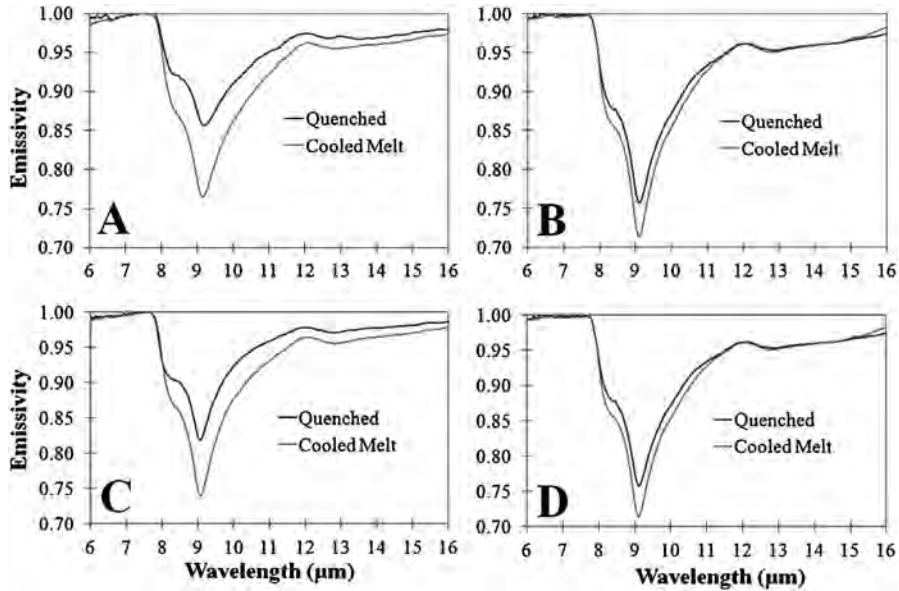 1.00
0.95
0.90
0.85
0.80
0.75
0.70
Emissivity
Quenched
Cooled Melt
A
6 7 8 9 10 11 12 13 14 15 16
1.00
0.95
0.90
0.85
0.80
0.75
0.70
Quenched
Cooled Melt
B
6 7 8 9 10 11 12 13 14 15 16
1.00
0.95
0.90
0.85
0.80
0.75
0.70
Emissivity
Quenched
Cooled Melt
C
6 7 8 9 10 11 12 13 14 15 16
Wavelength (µm)
1.00
0.95
0.90
0.85
0.80
0.75
0.70
Quenched
Cooled Melt
D
6 7 8 9 10 11 12 13 14 15 16
Wavelength (µm)